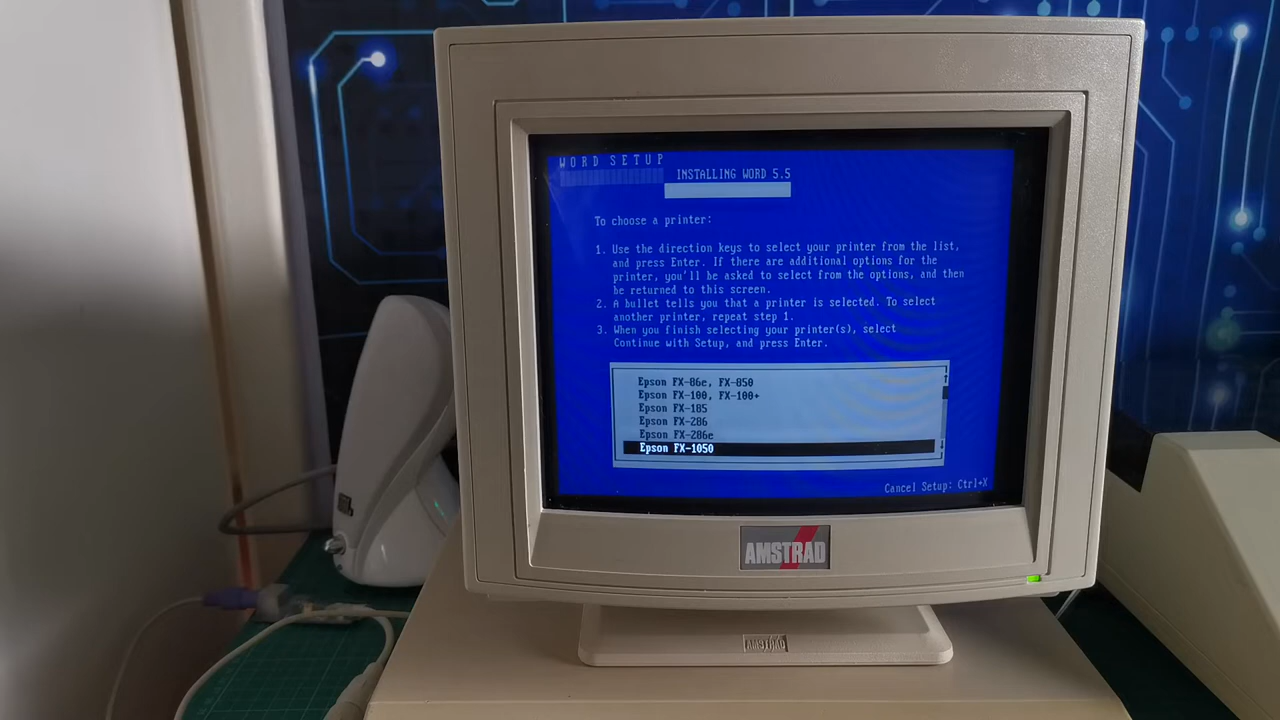 WORD SETUP
INSTALLING WORD 5.5
To choose a printer:
1. Use the direction keys to select your printer from the list,
and press Enter. If there are additional options for the
printer, you'll be asked to select from the options, and then
be returned to this screen.
2. A bullet tells you that a printer is selected. To select
another printer, repeat step 1.
3. When you finish selecting your printer(s), select
Continue with Setup, and press Enter.
Epson FX-86e, FX-850
Epson FX-100, FX-100+
Epson FX-185
Epson FX-286
Epson FX-286e
Epson FX-1050
Cancel Setup: Ctrl+X
AMSTRAD
AMSTRAD